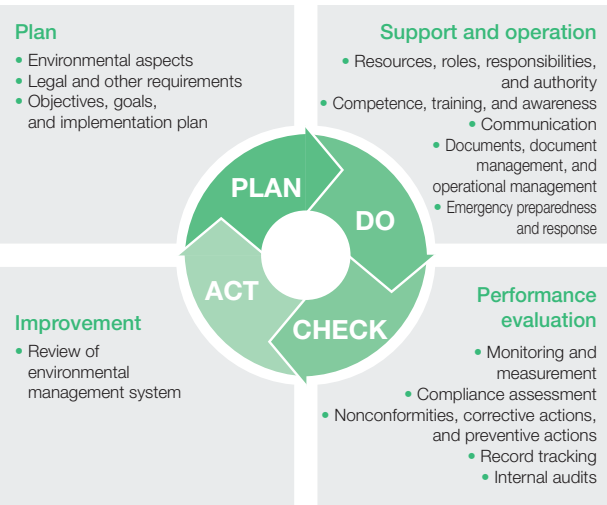 Plan
• Environmental aspects
• Legal and other requirements
• Objectives, goals,
and implementation plan
Support and operation
• Resources, roles, responsibilities,
and authority
• Competence, training, and awareness
• Communication
• Documents, document
management, and
operational management
• Emergency preparedness
and response
PLAN
DO
ACT
CHECK
Improvement
• Review of
environmental
management system
Performance
evaluation
• Monitoring and
measurement
• Compliance assessment
• Nonconformities, corrective actions,
and preventive actions
• Record tracking
• Internal audits